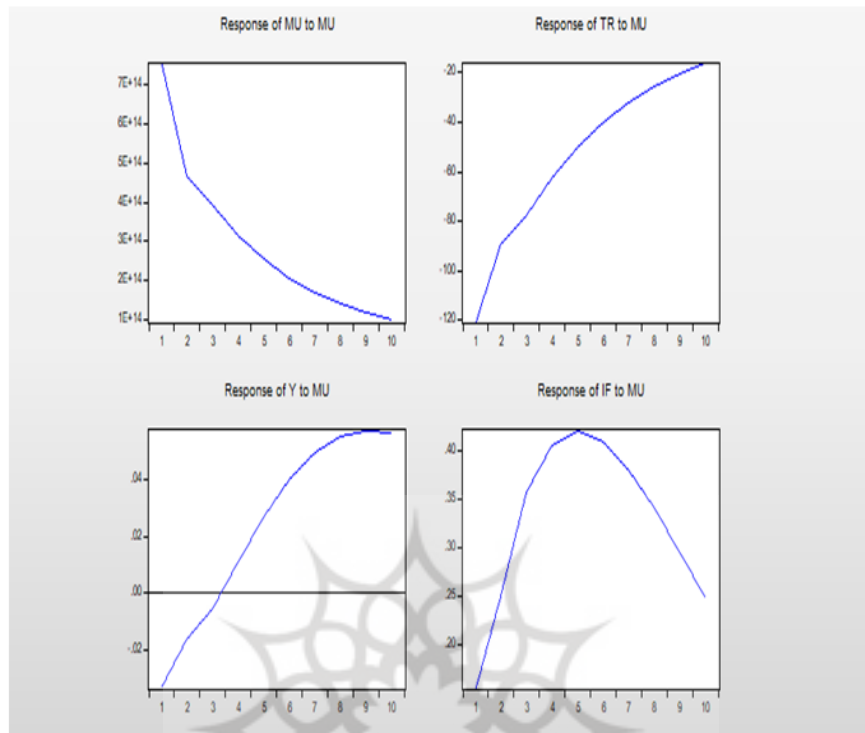 Response of MU to MU
7E+14
6E+14
5E+14
4E+14
3E+14
2E+14
1E+14
1 2 3 4 5 6 7 8 9 10
Response of TR to MU
-20
-40
-60
-80
-100
-120
1 2 3 4 5 6 7 8 9 10
Response of Y to MU
.04
.02
.00
-.02
1 2 3 4 5 6 7 8 9 10
Response of IF to MU
.40
.35
.30
.25
.20
1 2 3 4 5 6 7 8 9 10